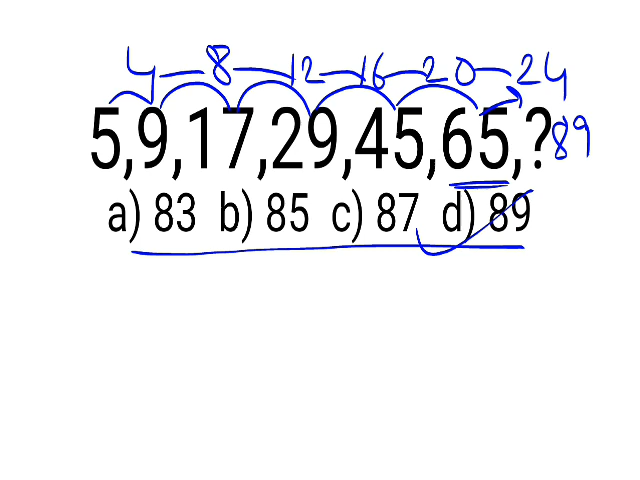 4-8-12-16-20-24
5,9,17,29,45,65,? 89
a) 83 b) 85 c) 87 d) 89